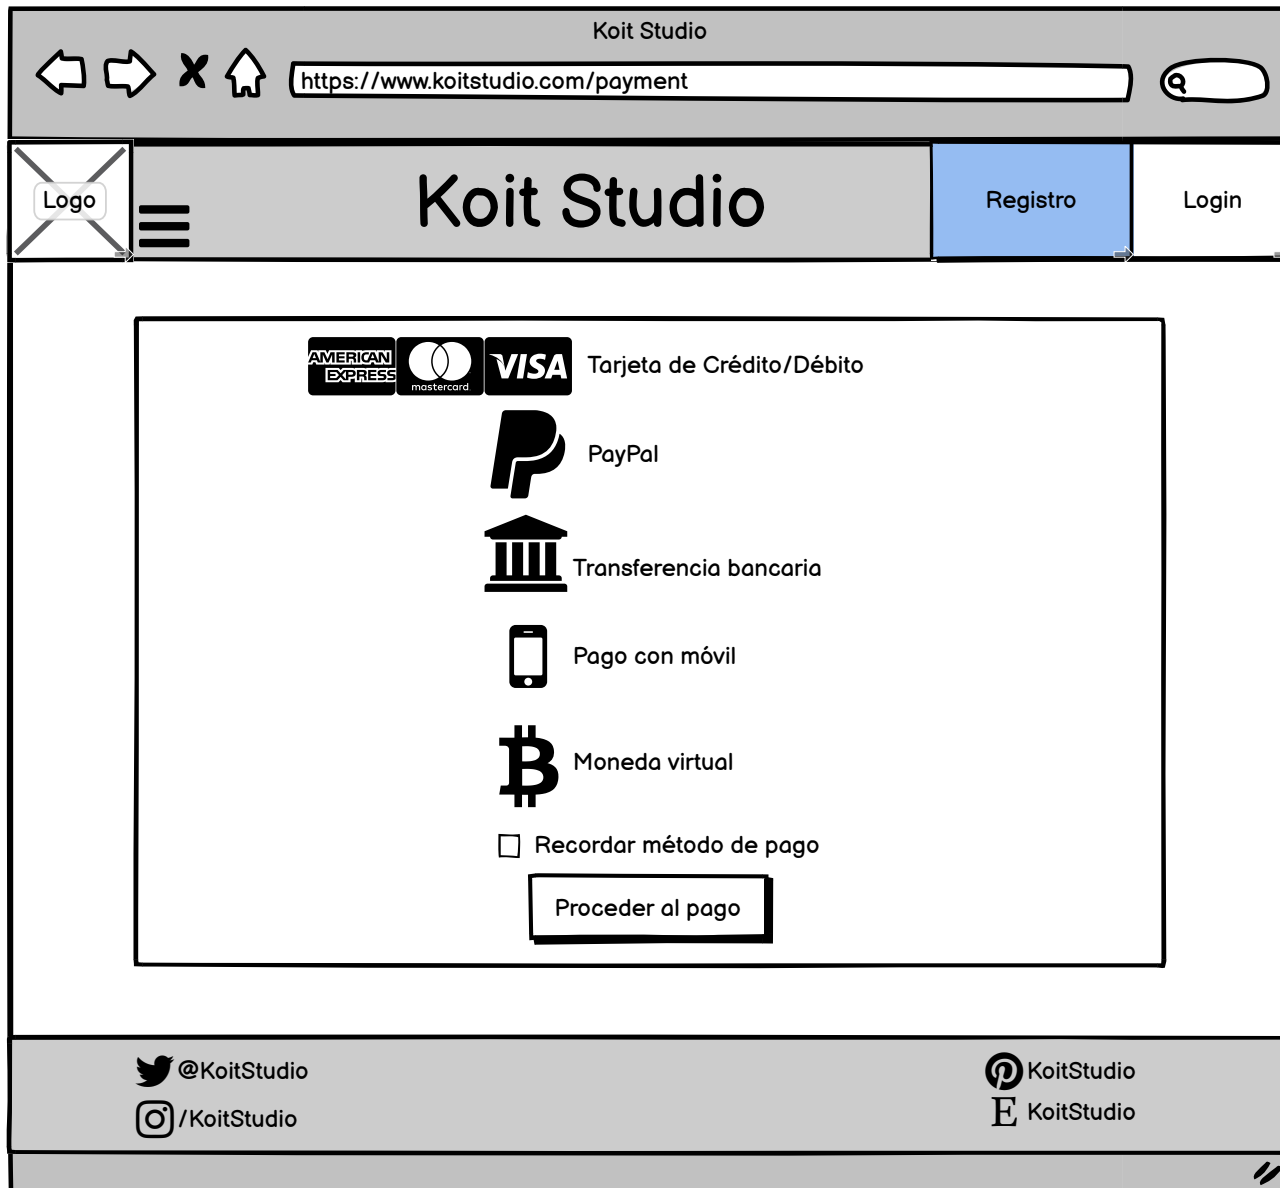 Koit Studio
https://www.koitstudio.com/payment
Logo
Koit Studio
Registro
Login
AMERICAN
EXPRESS
mastercard.
VISA
Tarjeta de Crédito/Débito
PayPal
Transferencia bancaria
Pago con móvil
Moneda virtual
Recordar método de pago
Proceder al pago
@KoitStudio
KoitStudio
/KoitStudio
E KoitStudio